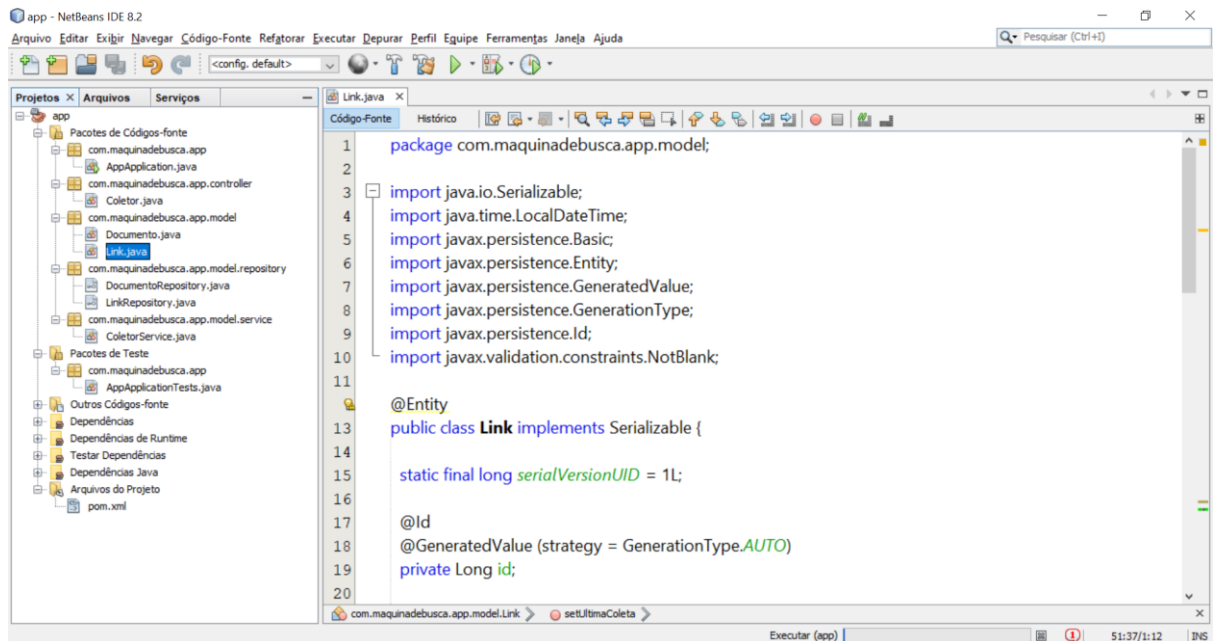 app - NetBeans IDE 8.2
Arquivo Editar Exibir Navegar Código-Fonte Refatorar Executar Depurar Perfil Equipe Ferramentas Janela Ajuda
Pesquisar (Ctrl+I)
<config. default>
Projetos Arquivos Serviços
app
Pacotes de Códigos-fonte
com.maquinadebusca.app
AppApplication.java
com.maquinadebusca.app.controller
Coletor.java
com.maquinadebusca.app.model
Documento.java
Link.java
com.maquinadebusca.app.model.repository
DocumentoRepository.java
LinkRepository.java
com.maquinadebusca.app.model.service
ColetorService.java
Pacotes de Teste
com.maquinadebusca.app
AppApplicationTests.java
Outros Códigos-fonte
Dependências
Dependências de Runtime
Testar Dependências
Dependências Java
Arquivos do Projeto
pom.xml
Link.java
Código-Fonte Histórico
1 package com.maquinadebusca.app.model;
2
3 import java.io.Serializable;
4 import java.time.LocalDateTime;
5 import javax.persistence.Basic;
6 import javax.persistence.Entity;
7 import javax.persistence.GeneratedValue;
8 import javax.persistence.GenerationType;
9 import javax.persistence.Id;
10 import javax.validation.constraints.NotBlank;
11
@Entity
13 public class Link implements Serializable {
14
15 static final long serialVersionUID = 1L;
16
17 @Id
18 @GeneratedValue (strategy = GenerationType.AUTO)
19 private Long id;
20
com.maquinadebusca.app.model.Link setUltimaColeta
Executar (app) 1 51:37/1:12 INS